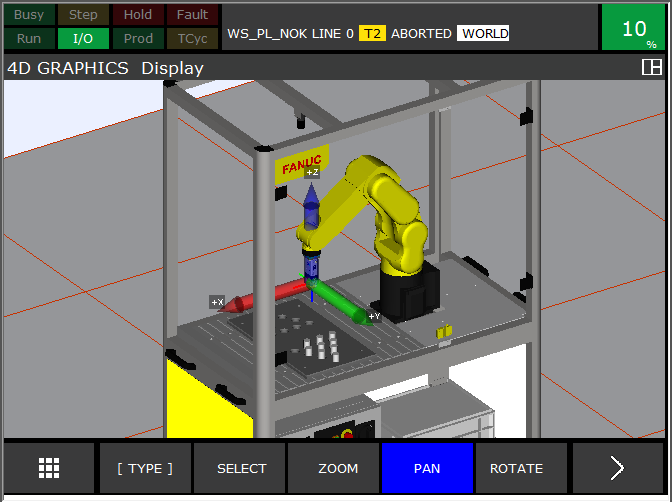 Busy Step Hold Fault
Run I/O Prod TCyc
WS_PL_NOK LINE 0 T2 ABORTED WORLD
10 %
4D GRAPHICS Display
FANUC
+Z
+X
+Y
[ TYPE ] SELECT ZOOM PAN ROTATE